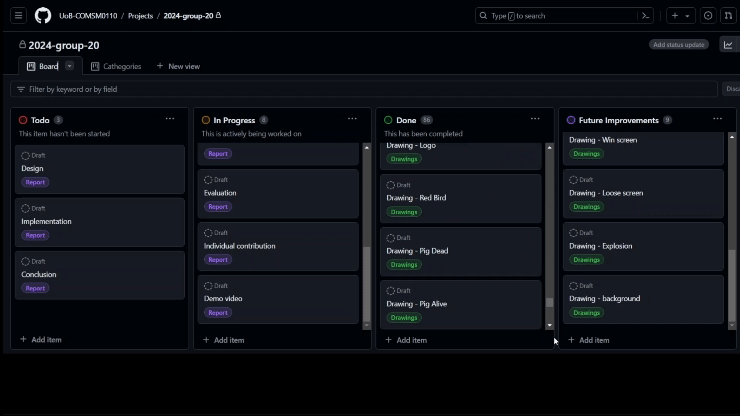 UoB-COMSM0110 / Projects / 2024-group-20
Type / to search
2024-group-20
Add status update
Board
Cathegories
New view
Filter by keyword or by field
Disca
Todo 3
This item hasn't been started
Draft
Design
Report
Draft
Implementation
Report
Draft
Conclusion
Report
Add item
In Progress 8
This is actively being worked on
Report
Draft
Evaluation
Report
Draft
Individual contribution
Report
Draft
Demo video
Report
Add item
Done 86
This has been completed
Drawing - Logo
Drawings
Draft
Drawing - Red Bird
Drawings
Draft
Drawing - Pig Dead
Drawings
Draft
Drawing - Pig Alive
Drawings
Add item
Future Improvements 9
Drawing - Win screen
Drawings
Draft
Drawing - Loose screen
Drawings
Draft
Drawing - Explosion
Drawings
Draft
Drawing - background
Drawings
Add item